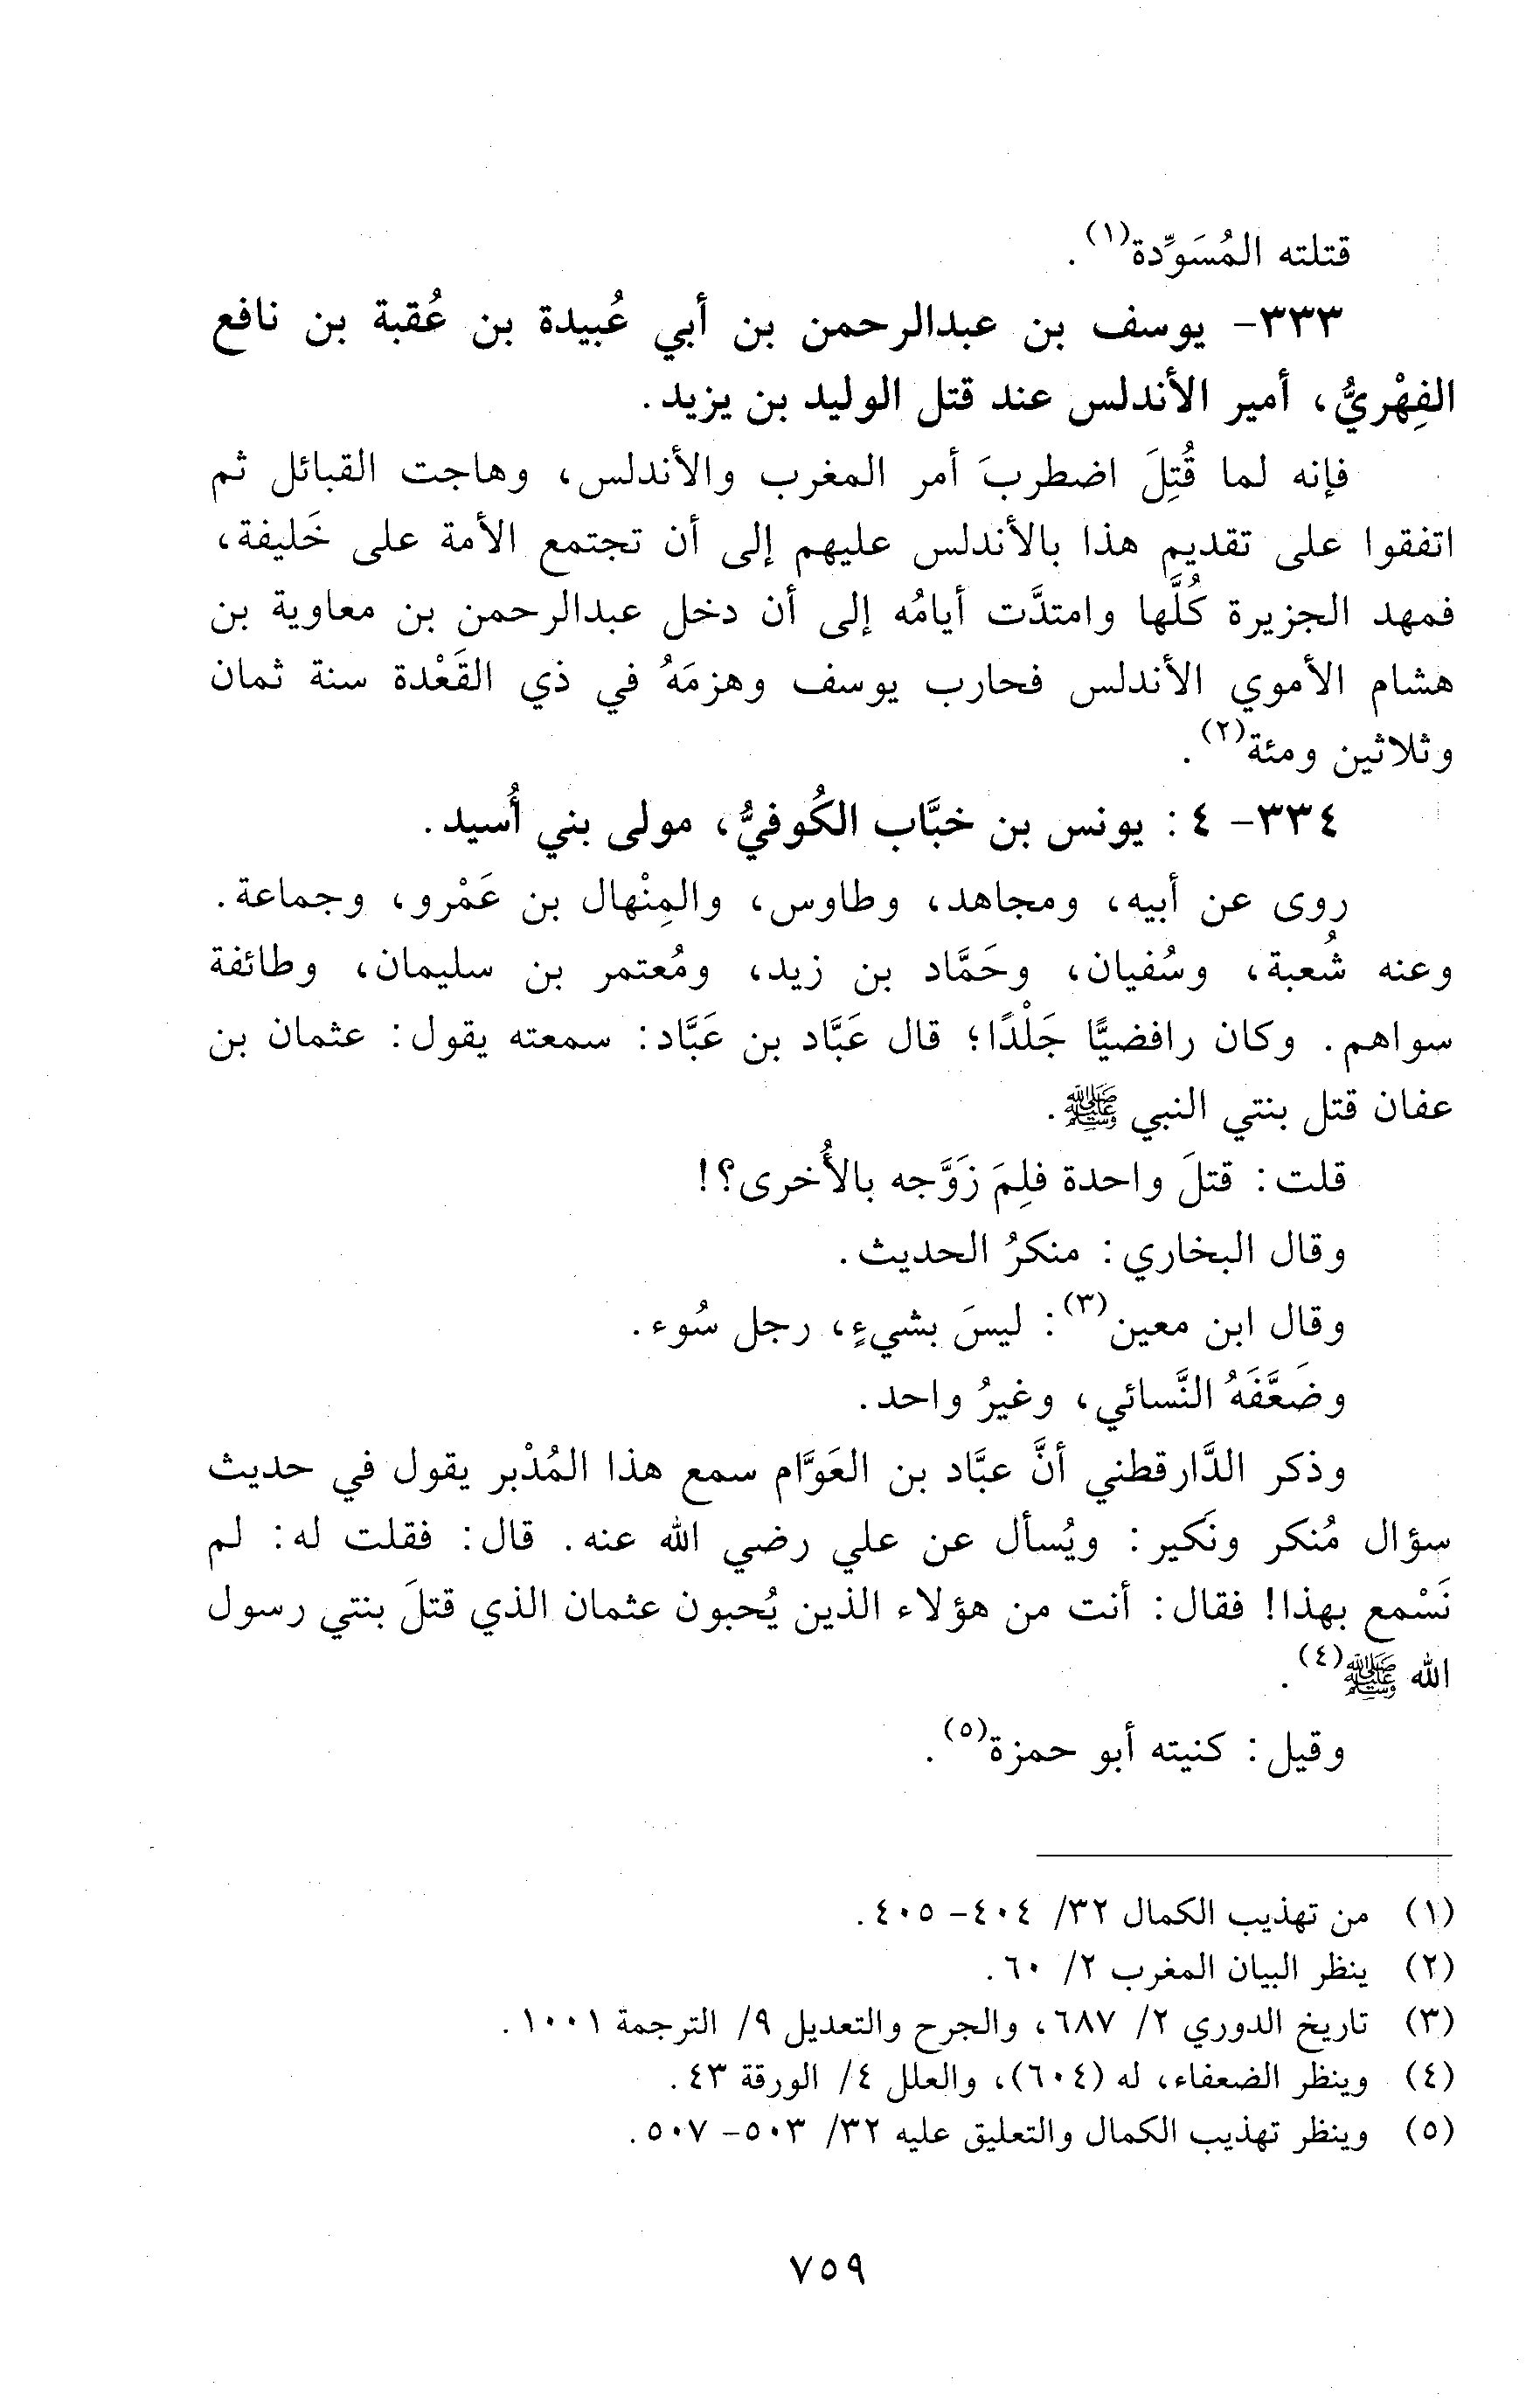 قتلته المُسَوِّدة(١).
٣٣٣- يوسف بن عبدالرحمن بن أبي عُبيدة بن عُقبة بن نافع
الفِهْريُّ، أمير الأندلس عند قتل الوليد بن يزيد.
فإنه لما قُتِلَ اضطربَ أمر المغرب والأندلس، وهاجت القبائل ثم
اتفقوا على تقديم هذا بالأندلس عليهم إلى أن تجتمع الأمة على خَليفة،
فمهد الجزيرة كُلَّها وامتدَّت أيامُه إلى أن دخل عبدالرحمن بن معاوية بن
هشام الأموي الأندلس فحارب يوسف وهزمَهُ في ذي القَعْدة سنة ثمان
وثلاثين ومئة(٢).
٣٣٤- ٤: يونس بن خبَّاب الكُوفيُّ، مولى بني أُسيد.
روى عن أبيه، ومجاهد، وطاوس، والمِنْهال بن عَمْرو، وجماعة.
وعنه شُعبة، وسُفيان، وحَمَّاد بن زيد، ومُعتمر بن سليمان، وطائفة
سواهم. وكان رافضيًّا جَلْدًا؛ قال عَبَّاد بن عَبَّاد: سمعته يقول: عثمان بن
عفان قتل بنتي النبي ﷺ.
قلت: قتلَ واحدة فلِمَ زَوَّجه بالأُخرى؟!
وقال البخاري: منكرُ الحديث.
وقال ابن معين(٣): ليسَ بشيءٍ، رجل سُوء.
وضَعَّفَهُ النَّسائي، وغيرُ واحد.
وذكر الدَّارقطني أنَّ عبَّاد بن العَوَّام سمع هذا المُدْبر يقول في حديث
سؤال مُنكر ونَكير: ويُسأل عن علي رضي الله عنه. قال: فقلت له: لم
نَسْمع بهذا! فقال: أنت من هؤلاء الذين يُحبون عثمان الذي قتلَ بنتي رسول
الله ﷺ(٤).
وقيل: كنيته أبو حمزة(٥).
(١) من تهذيب الكمال ٣٢/ ٤٠٤- ٤٠٥.
(٢) ينظر البيان المغرب ٢/ ٦٠.
(٣) تاريخ الدوري ٢/ ٦٨٧، والجرح والتعديل ٩/ الترجمة ١٠٠١.
(٤) وينظر الضعفاء، له (٦٠٤)، والعلل ٤/ الورقة ٤٣.
(٥) وينظر تهذيب الكمال والتعليق عليه ٣٢/ ٥٠٣- ٥٠٧.
٧٥٩